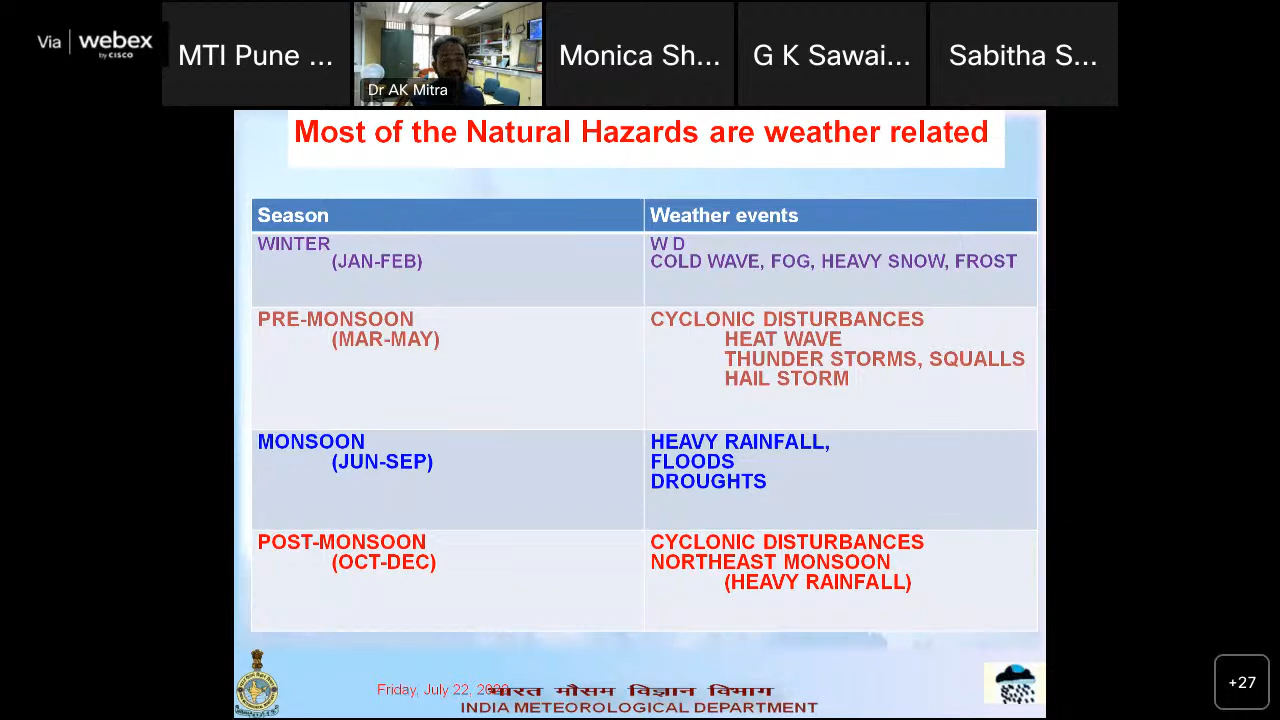 Via | webex
by CISCO
MTI Pune ...
Dr AK Mitra
Monica Sh...
G K Sawai...
Sabitha S...
Most of the Natural Hazards are weather related
Season
Weather events
WINTER
(JAN-FEB)
W D
COLD WAVE, FOG, HEAVY SNOW, FROST
PRE-MONSOON
(MAR-MAY)
CYCLONIC DISTURBANCES
HEAT WAVE
THUNDER STORMS, SQUALLS
HAIL STORM
MONSOON
(JUN-SEP)
HEAVY RAINFALL,
FLOODS
DROUGHTS
POST-MONSOON
(OCT-DEC)
CYCLONIC DISTURBANCES
NORTHEAST MONSOON
(HEAVY RAINFALL)
Friday, July 22,
भारत मौसम विज्ञान विभाग
INDIA METEOROLOGICAL DEPARTMENT
+27